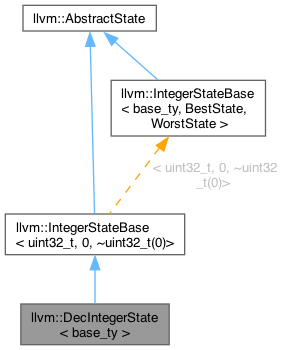 llvm::AbstractState
llvm::IntegerStateBase
< base_ty, BestState,
WorstState >
< uint32_t, 0, ~uint32
_t(0)>
llvm::IntegerStateBase
< uint32_t, 0, ~uint32_t(0)>
llvm::DecIntegerState
< base_ty >